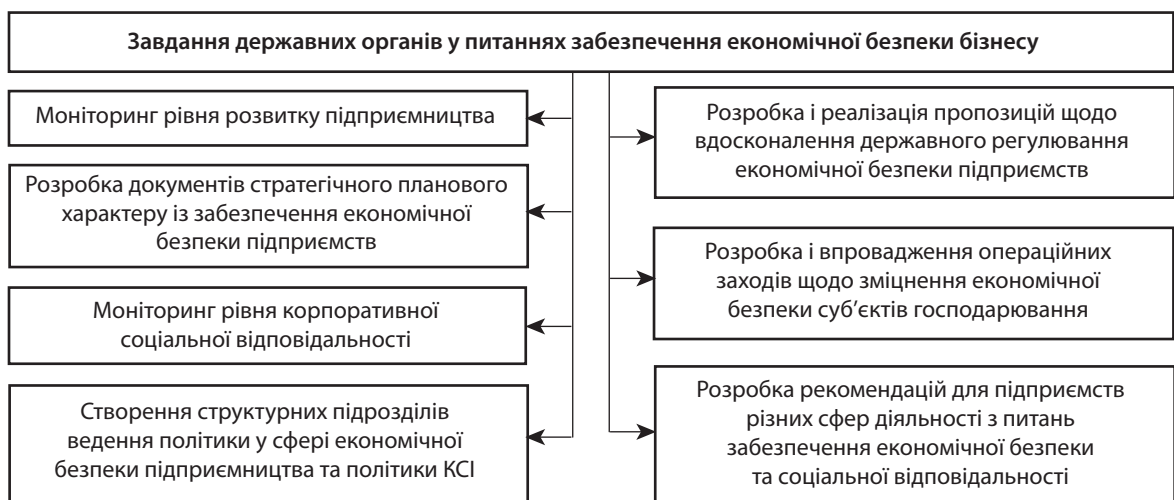 Завдання державних органів у питаннях забезпечення економічної безпеки бізнесу
Моніторинг рівня розвитку підприємництва
Розробка документів стратегічного планового
характеру із забезпечення економічної
безпеки підприємств
Моніторинг рівня корпоративної
соціальної відповідальності
Створення структурних підрозділів
ведення політики у сфері економічної
безпеки підприємництва та політики КСІ
Розробка і реалізація пропозицій щодо
вдосконалення державного регулювання
економічної безпеки підприємств
Розробка і впровадження операційних
заходів щодо зміцнення економічної
безпеки суб’єктів господарювання
Розробка рекомендацій для підприємств
різних сфер діяльності з питань
забезпечення економічної безпеки
та соціальної відповідальності